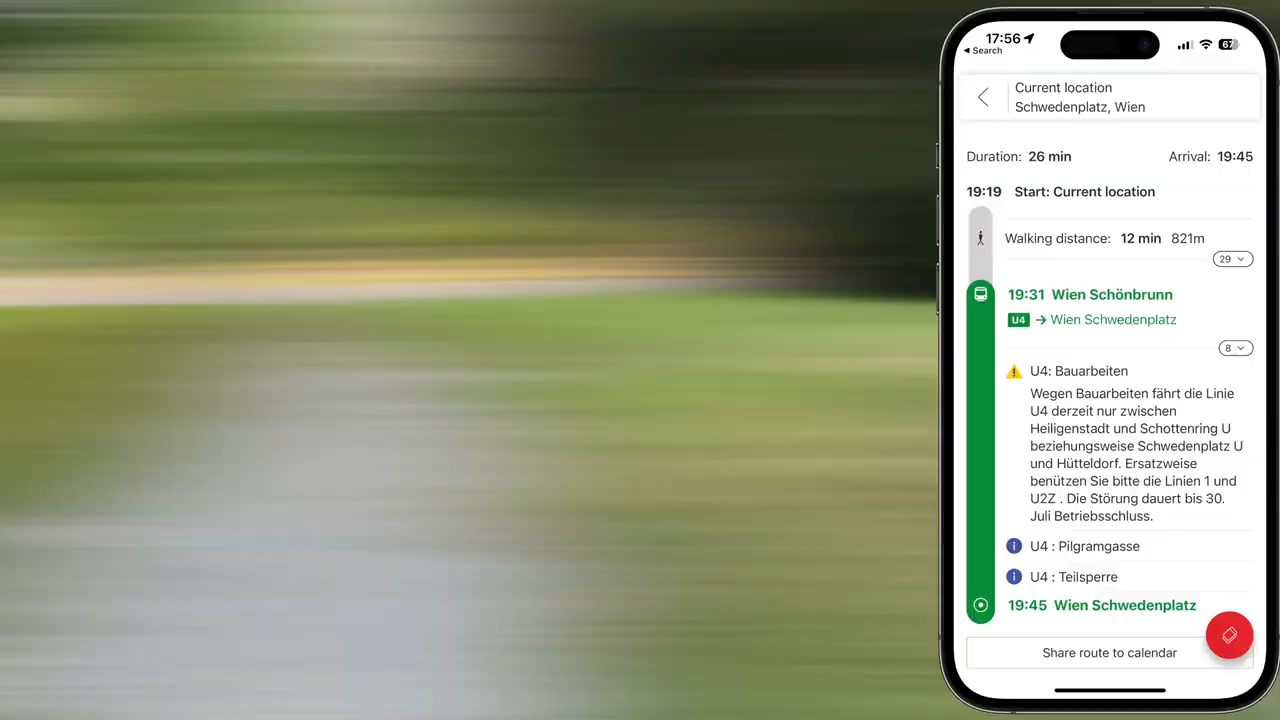 17:56
Search
67
Current location
Schwedenplatz, Wien
Duration: 26 min
Arrival: 19:45
19:19 Start: Current location
Walking distance: 12 min 821m
29
19:31 Wien Schönbrunn
U4 → Wien Schwedenplatz
8
U4: Bauarbeiten
Wegen Bauarbeiten fährt die Linie
U4 derzeit nur zwischen
Heiligenstadt und Schottenring U
beziehungsweise Schwedenplatz U
und Hütteldorf. Ersatzweise
benützen Sie bitte die Linien 1 und
U2Z . Die Störung dauert bis 30.
Juli Betriebsschluss.
U4 : Pilgramgasse
U4 : Teilsperre
19:45 Wien Schwedenplatz
Share route to calendar